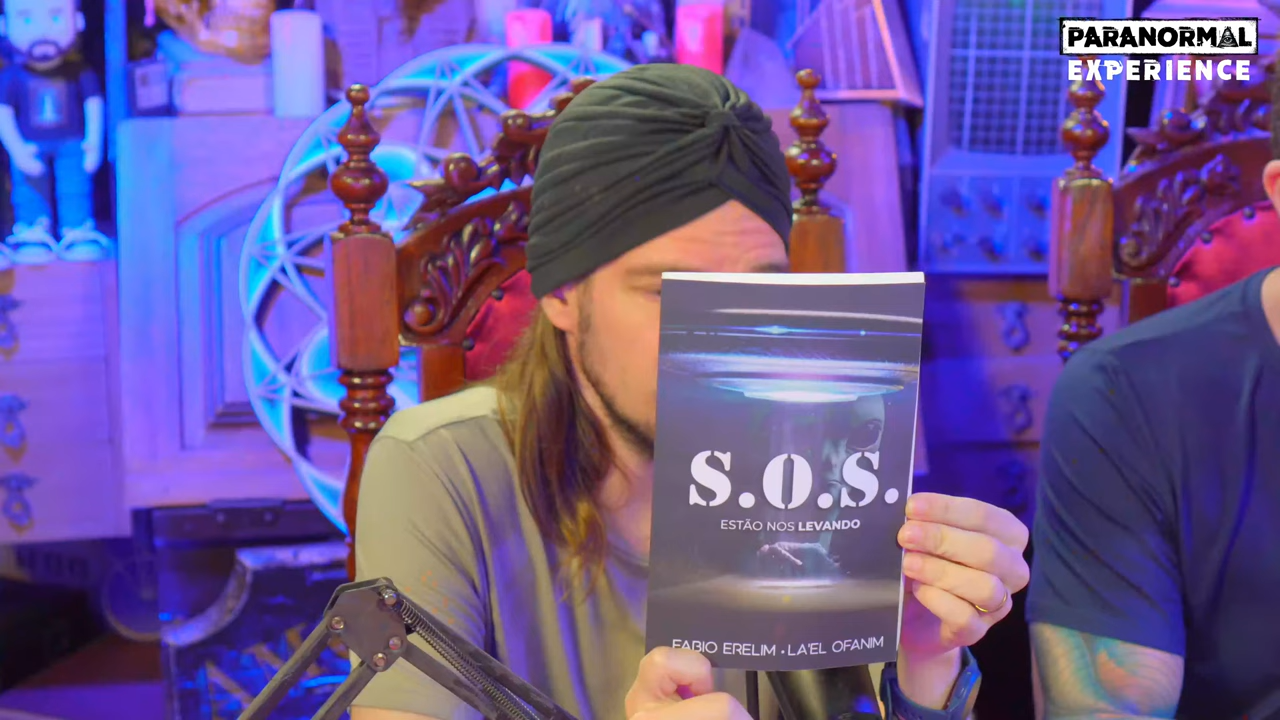 PARANORMAL
EXPERIENCE
S.O.S.
ESTÃO NOS LEVANDO
FABIO ERELIM • LA'EL OFANIM